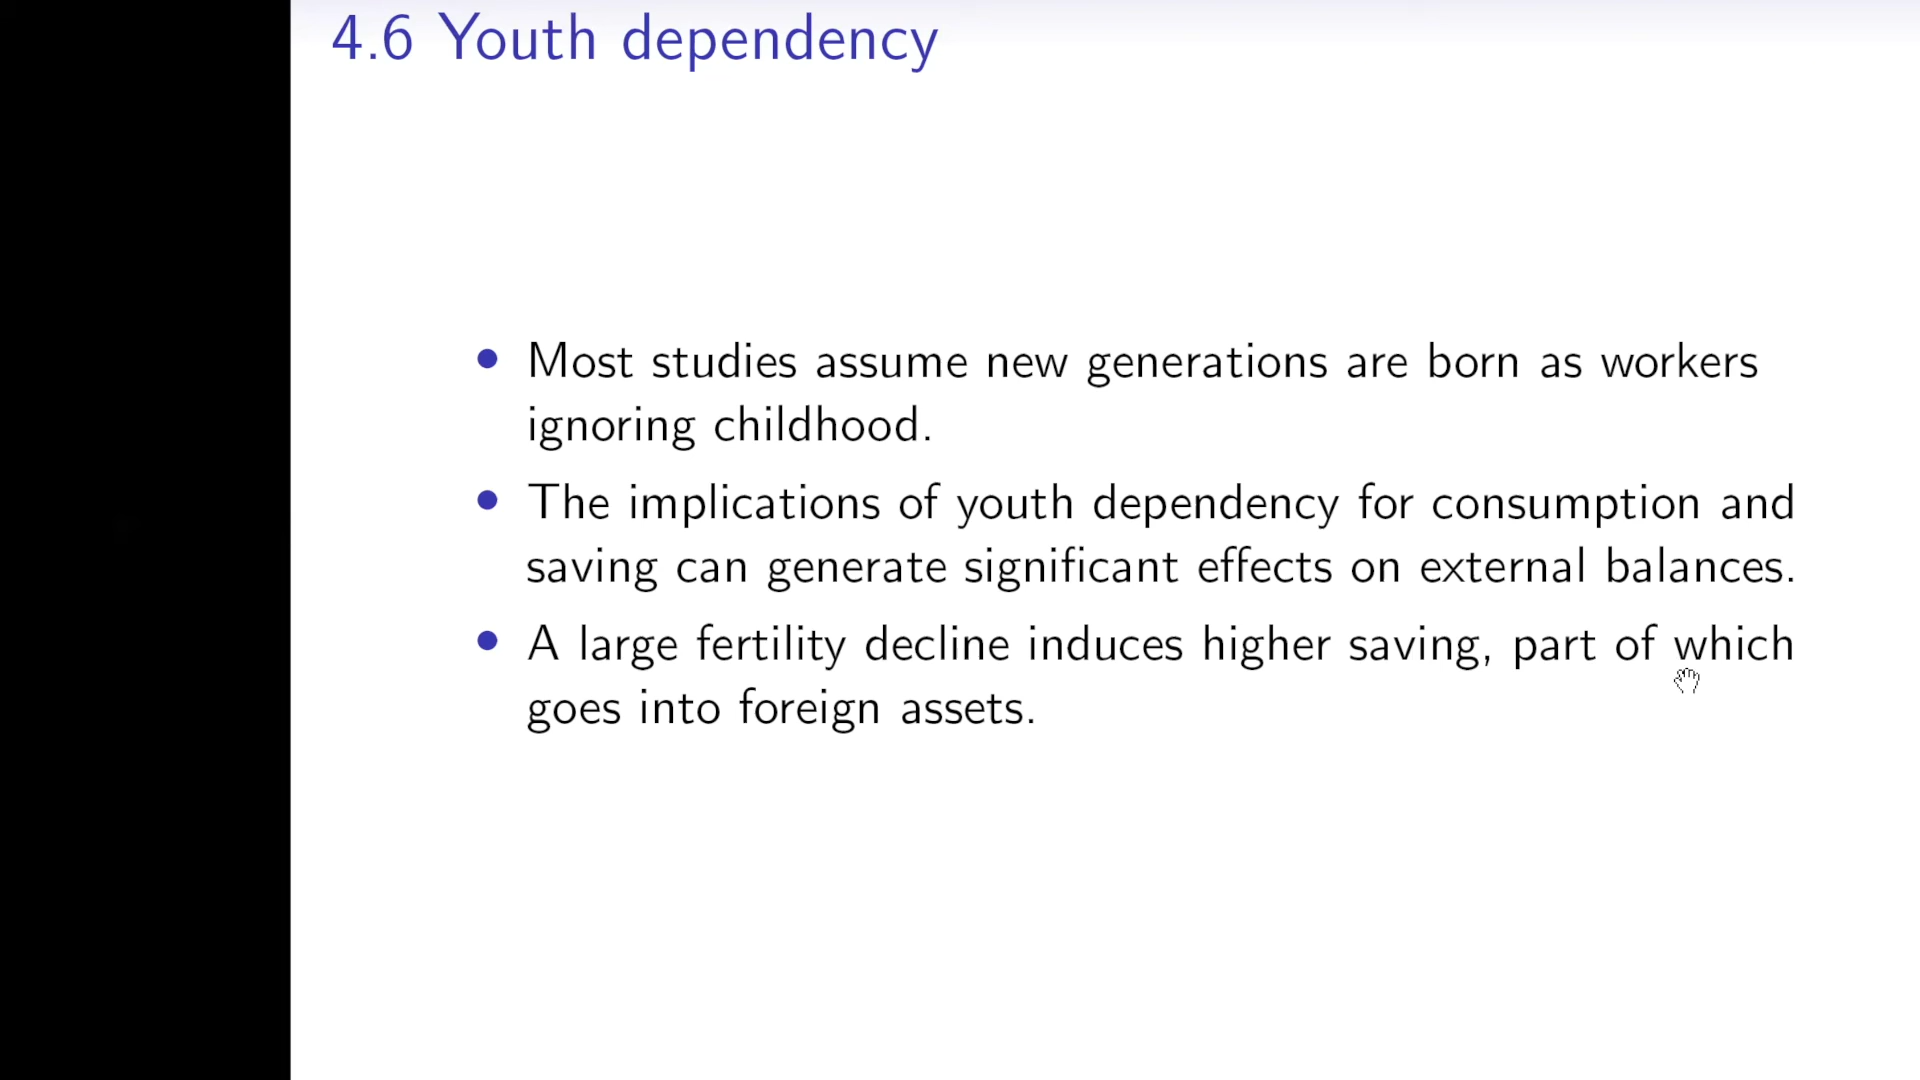 4.6 Youth dependency
• Most studies assume new generations are born as workers
ignoring childhood.
• The implications of youth dependency for consumption and
saving can generate significant effects on external balances.
• A large fertility decline induces higher saving, part of which
goes into foreign assets.